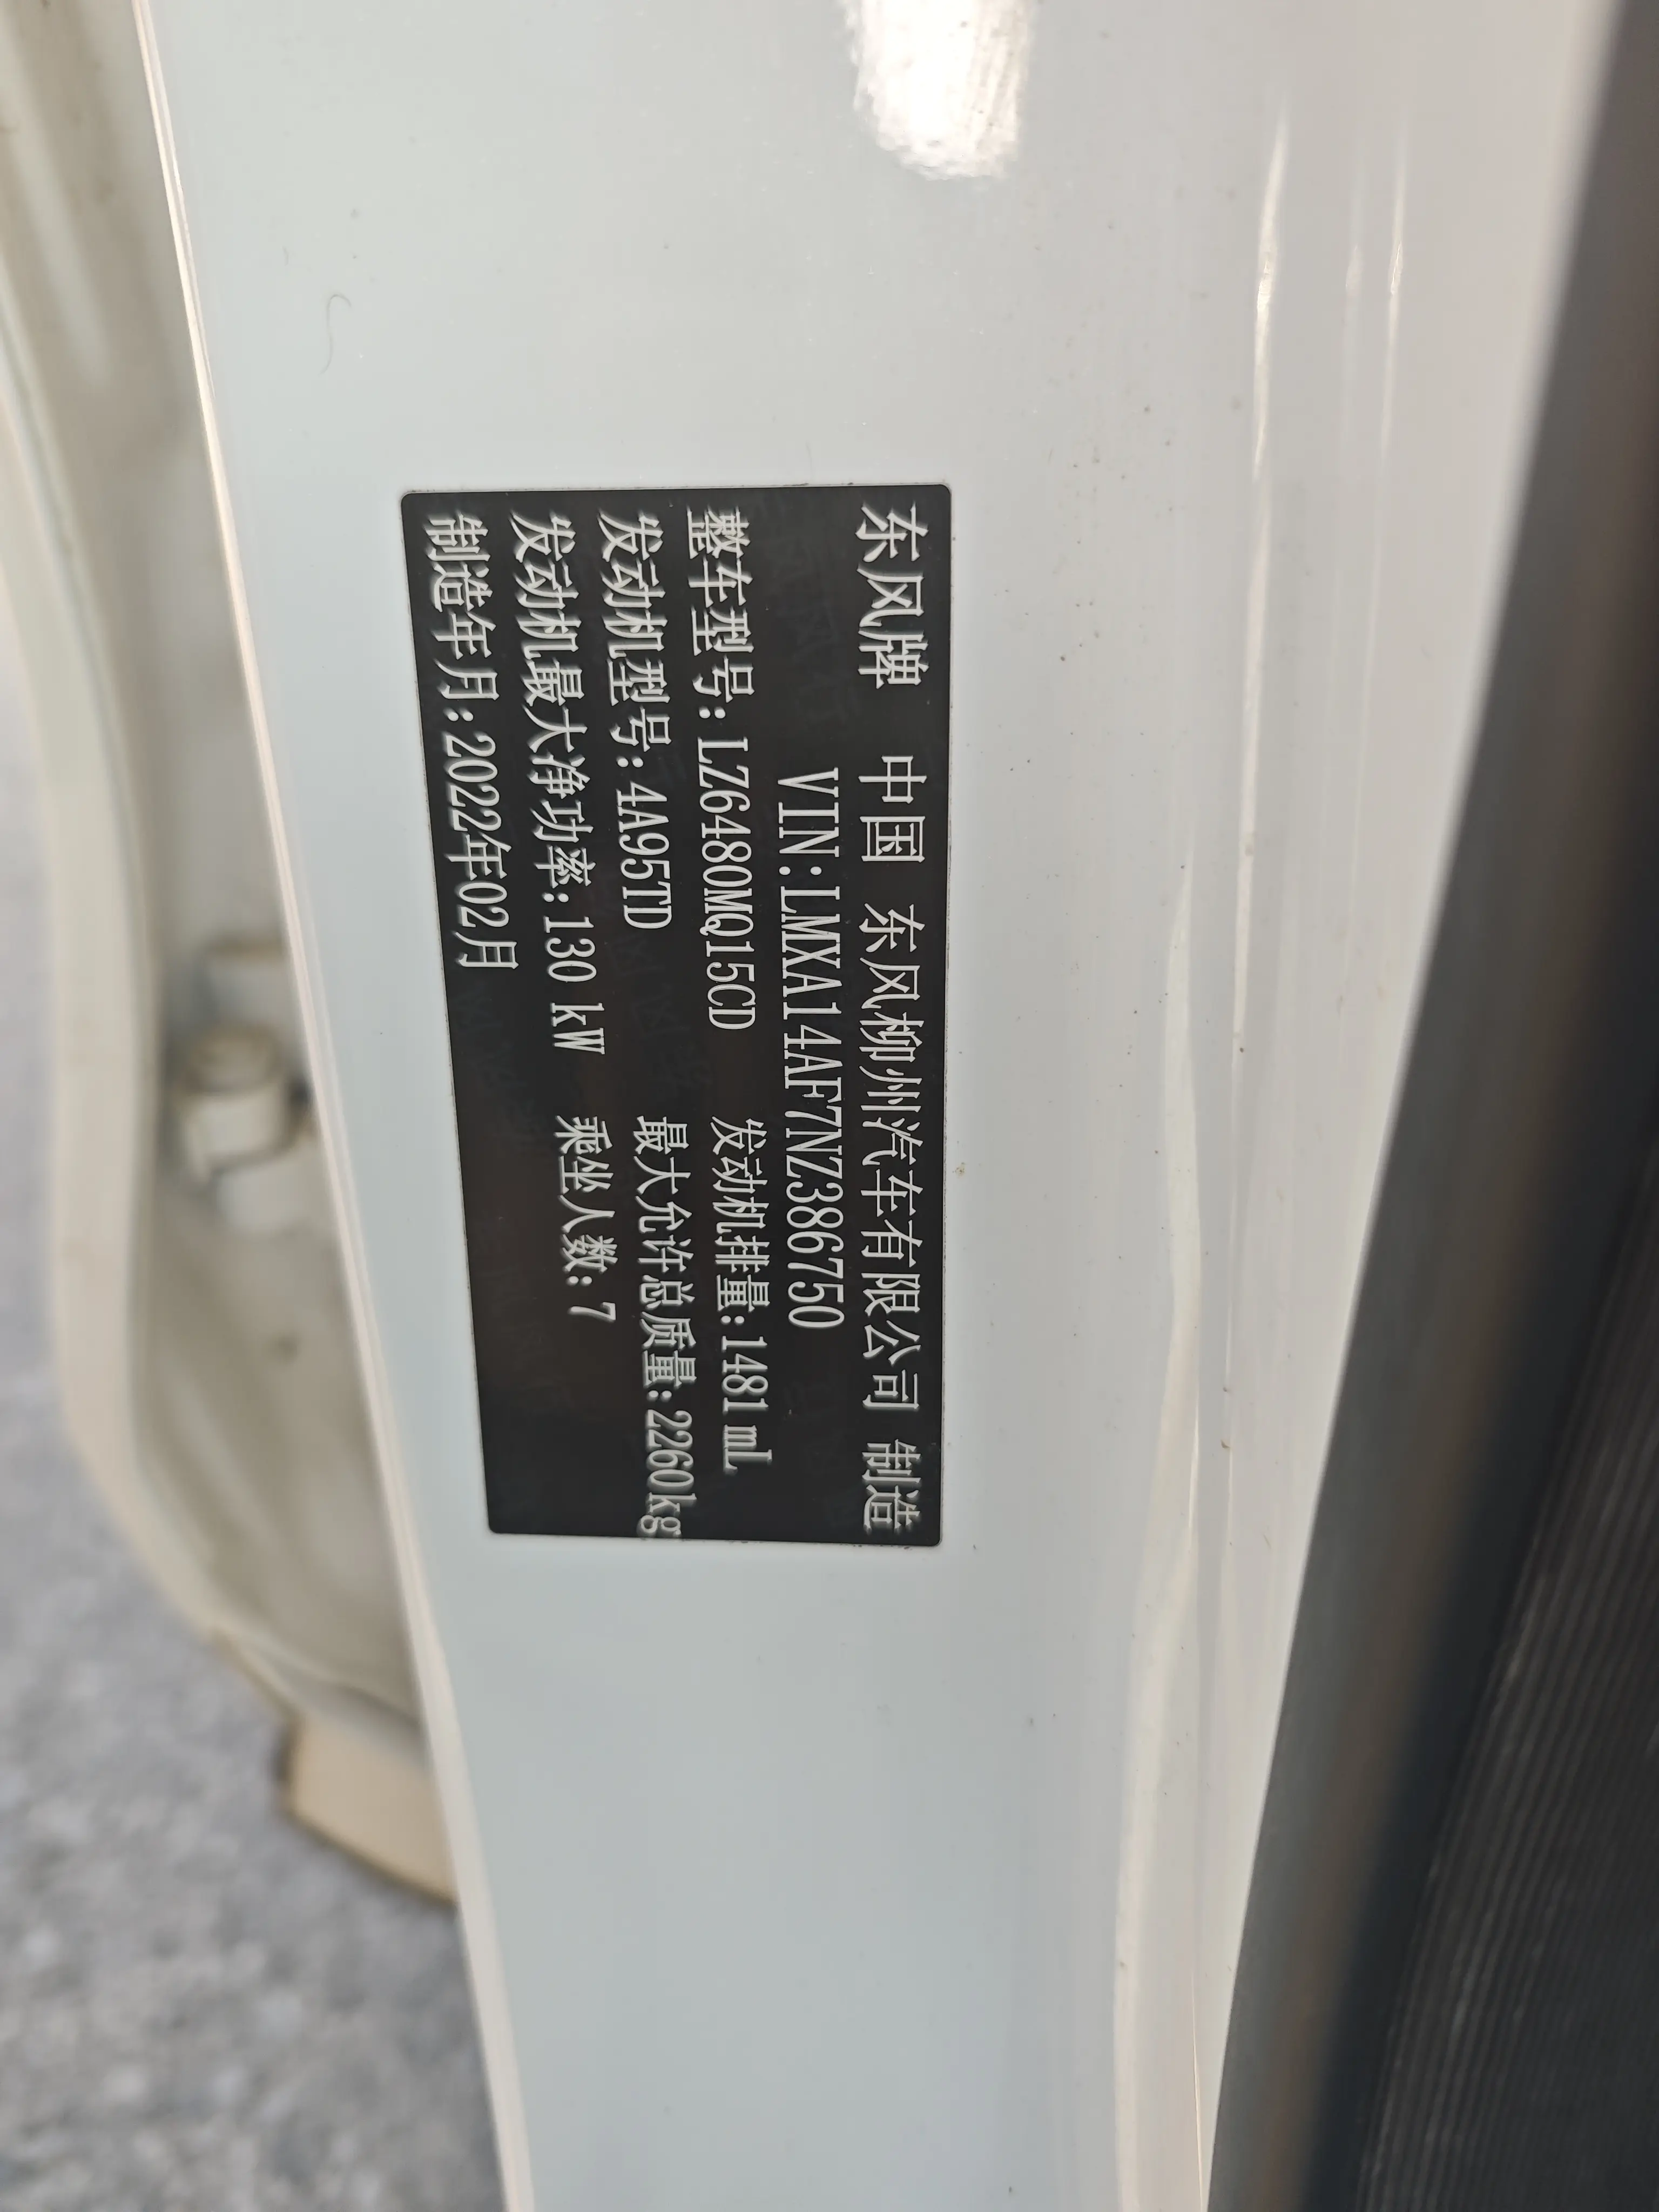 东风牌 中国 东风柳州汽车有限公司 制造
VIN:LMXA14AF7NZ386750
整车型号:LZ6480MQ15CD 发动机排量:1481 mL
发动机型号:4A95TD 最大允许总质量:2260kg
发动机最大净功率:130 kW 乘坐人数:7
制造年月:2022年02月